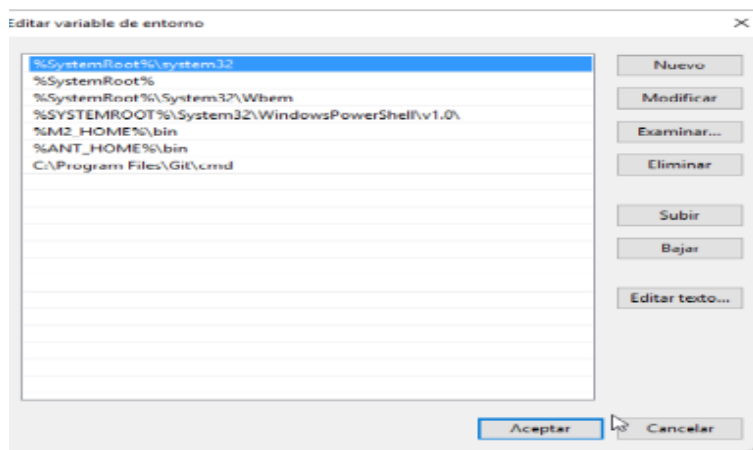 Editar variable de entorno
%SystemRoot%\system32
%SystemRoot%
%SystemRoot%\System32\Wbem
%SYSTEMROOT%\System32\WindowsPowerShell\v1.0\
%M2_HOME%\bin
%ANT_HOME%\bin
C:\Program Files\Git\cmd
Nuevo
Modificar
Examinar...
Eliminar
Subir
Bajar
Editar texto...
Aceptar
Cancelar